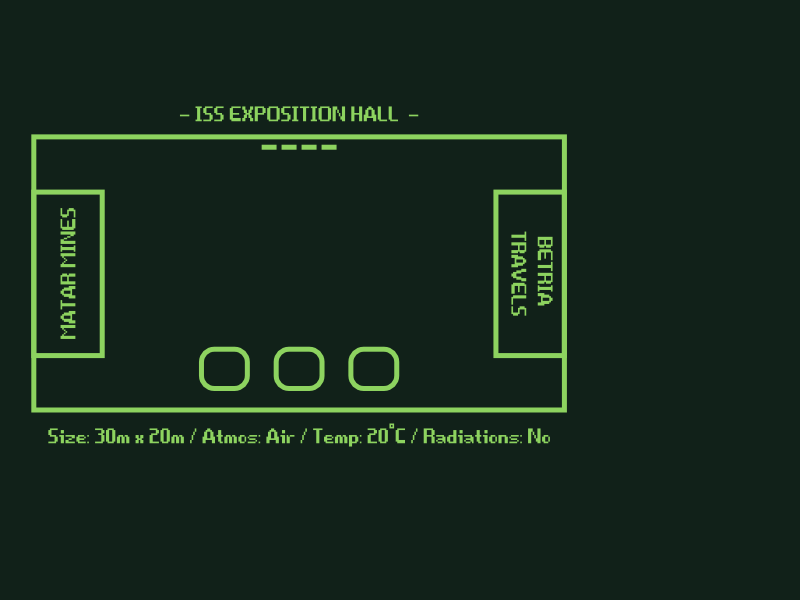 - ISS EXPOSITION HALL -
MATAR MINES
BETRIA
TRAVELS
Size: 30m x 20m / Atmos: Air / Temp: 20°C / Radiations: No